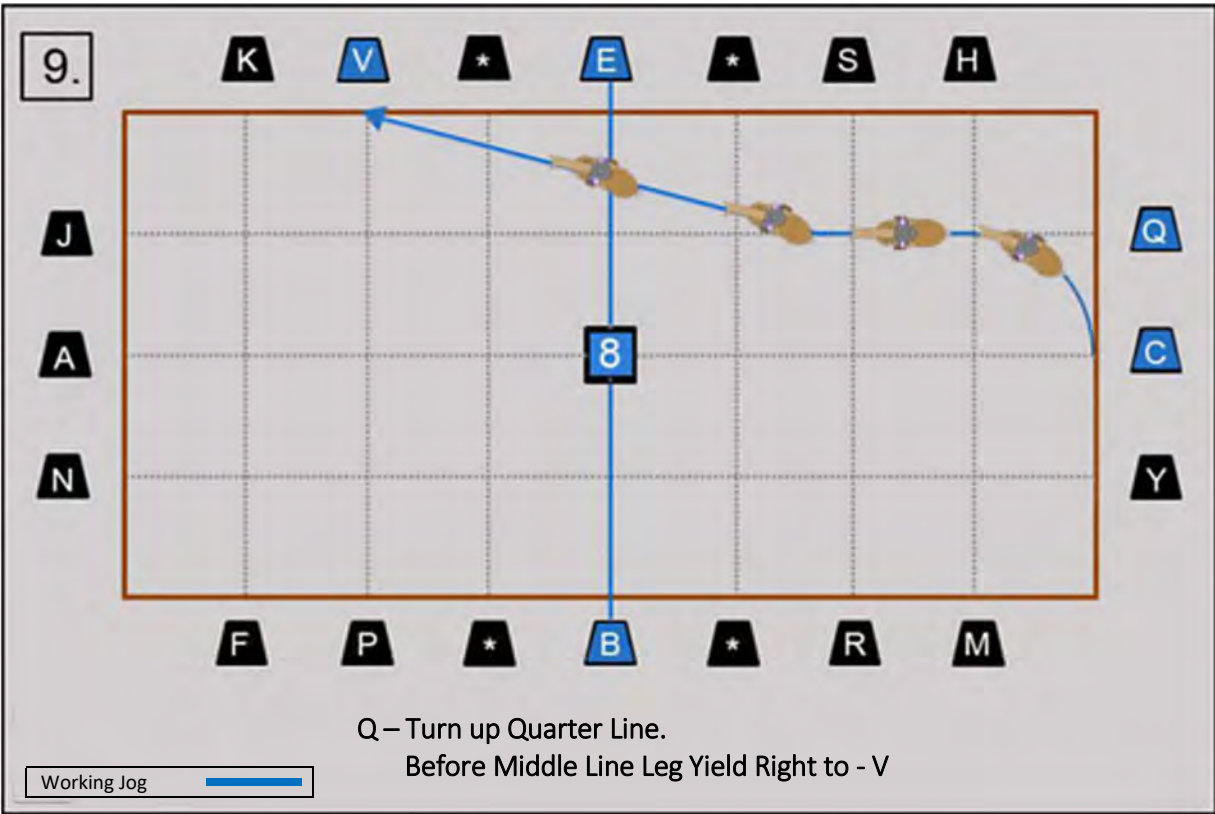 9.
K V * E * S H
J Q
A 8 C
N Y
F P * B * R M
Q – Turn up Quarter Line.
Before Middle Line Leg Yield Right to - V
Working Jog